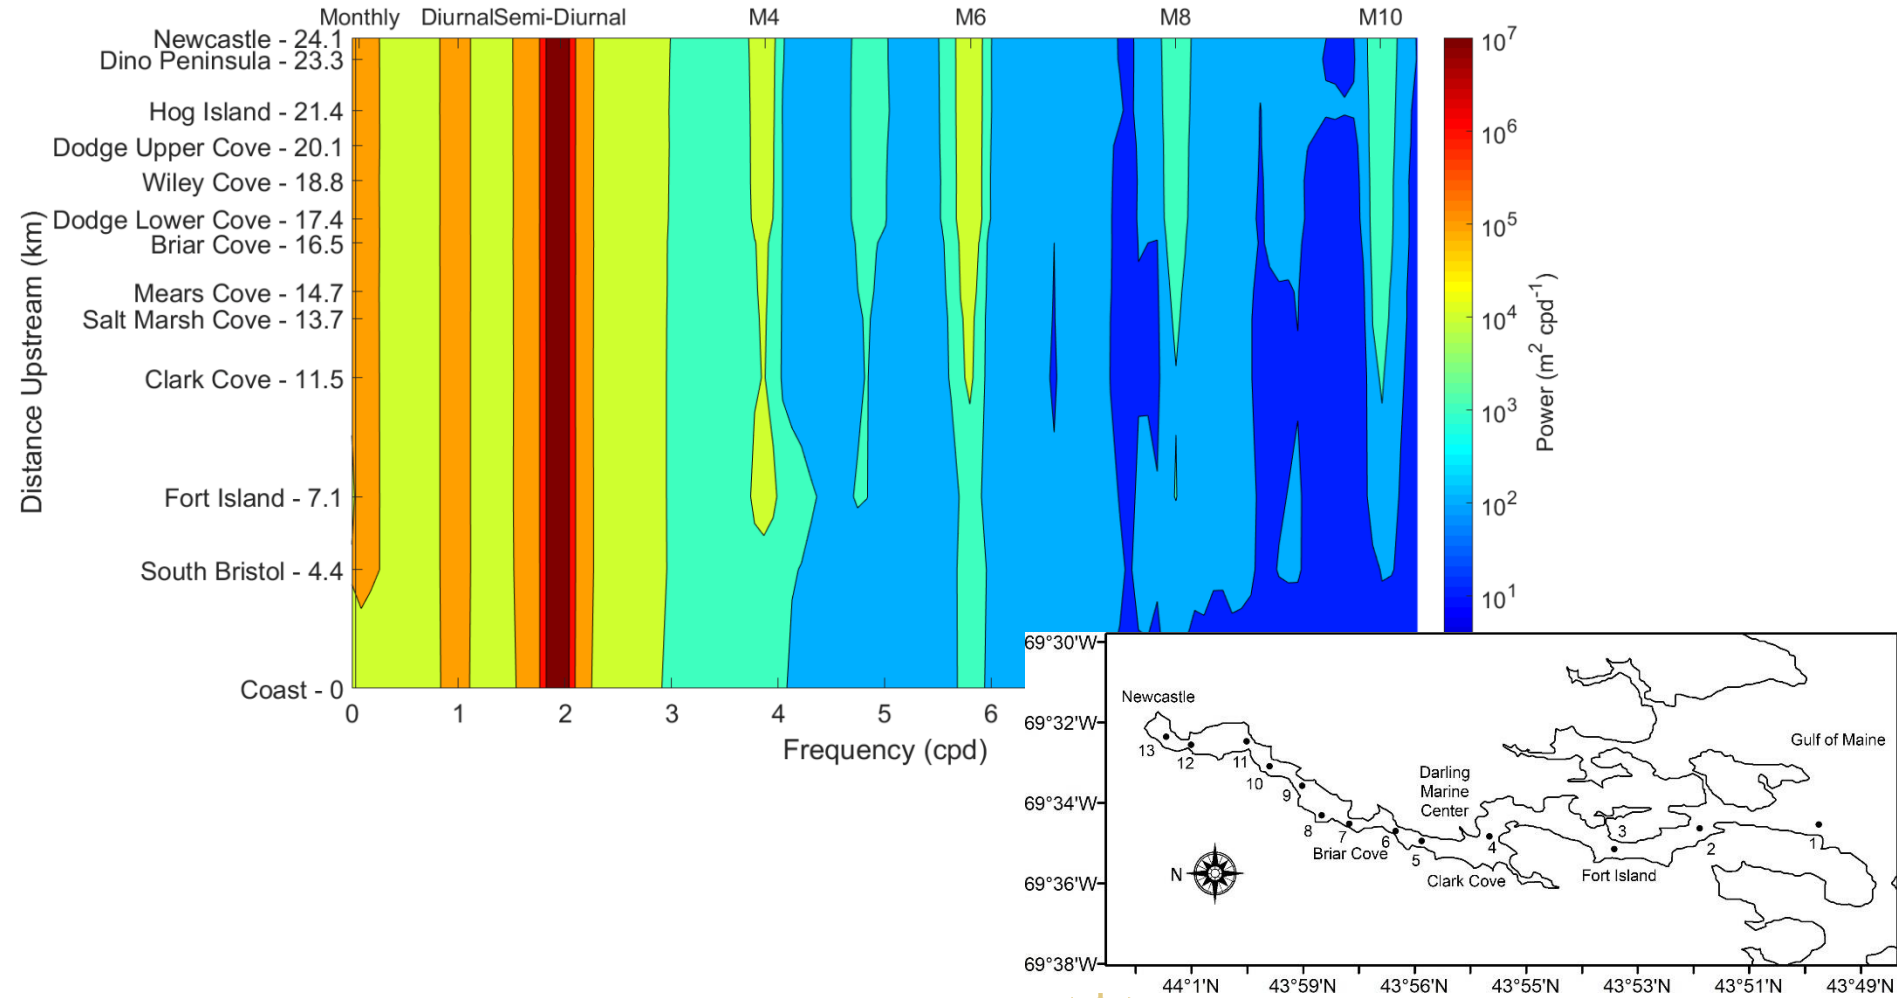 Monthly DiurnalSemi-Diurnal M4 M6 M8 M10
Newcastle - 24.1
Dino Peninsula - 23.3
Hog Island - 21.4
Dodge Upper Cove - 20.1
Wiley Cove - 18.8
Dodge Lower Cove - 17.4
Briar Cove - 16.5
Mears Cove - 14.7
Salt Marsh Cove - 13.7
Clark Cove - 11.5
Fort Island - 7.1
South Bristol - 4.4
Coast - 0
Distance Upstream (km)
0 1 2 3 4 5 6
Frequency (cpd)
10^7
10^6
10^5
10^4
10^3
10^2
10^1
Power (m^2 cpd^-1)
69°30'W
69°32'W
69°34'W
69°36'W
69°38'W
Newcastle
13
12
11
10
9
8
7
6
5
4
3
2
1
Briar Cove
Clark Cove
Darling
Marine
Center
Fort Island
Gulf of Maine
N
44°1'N 43°59'N 43°56'N 43°55'N 43°53'N 43°51'N 43°49'N